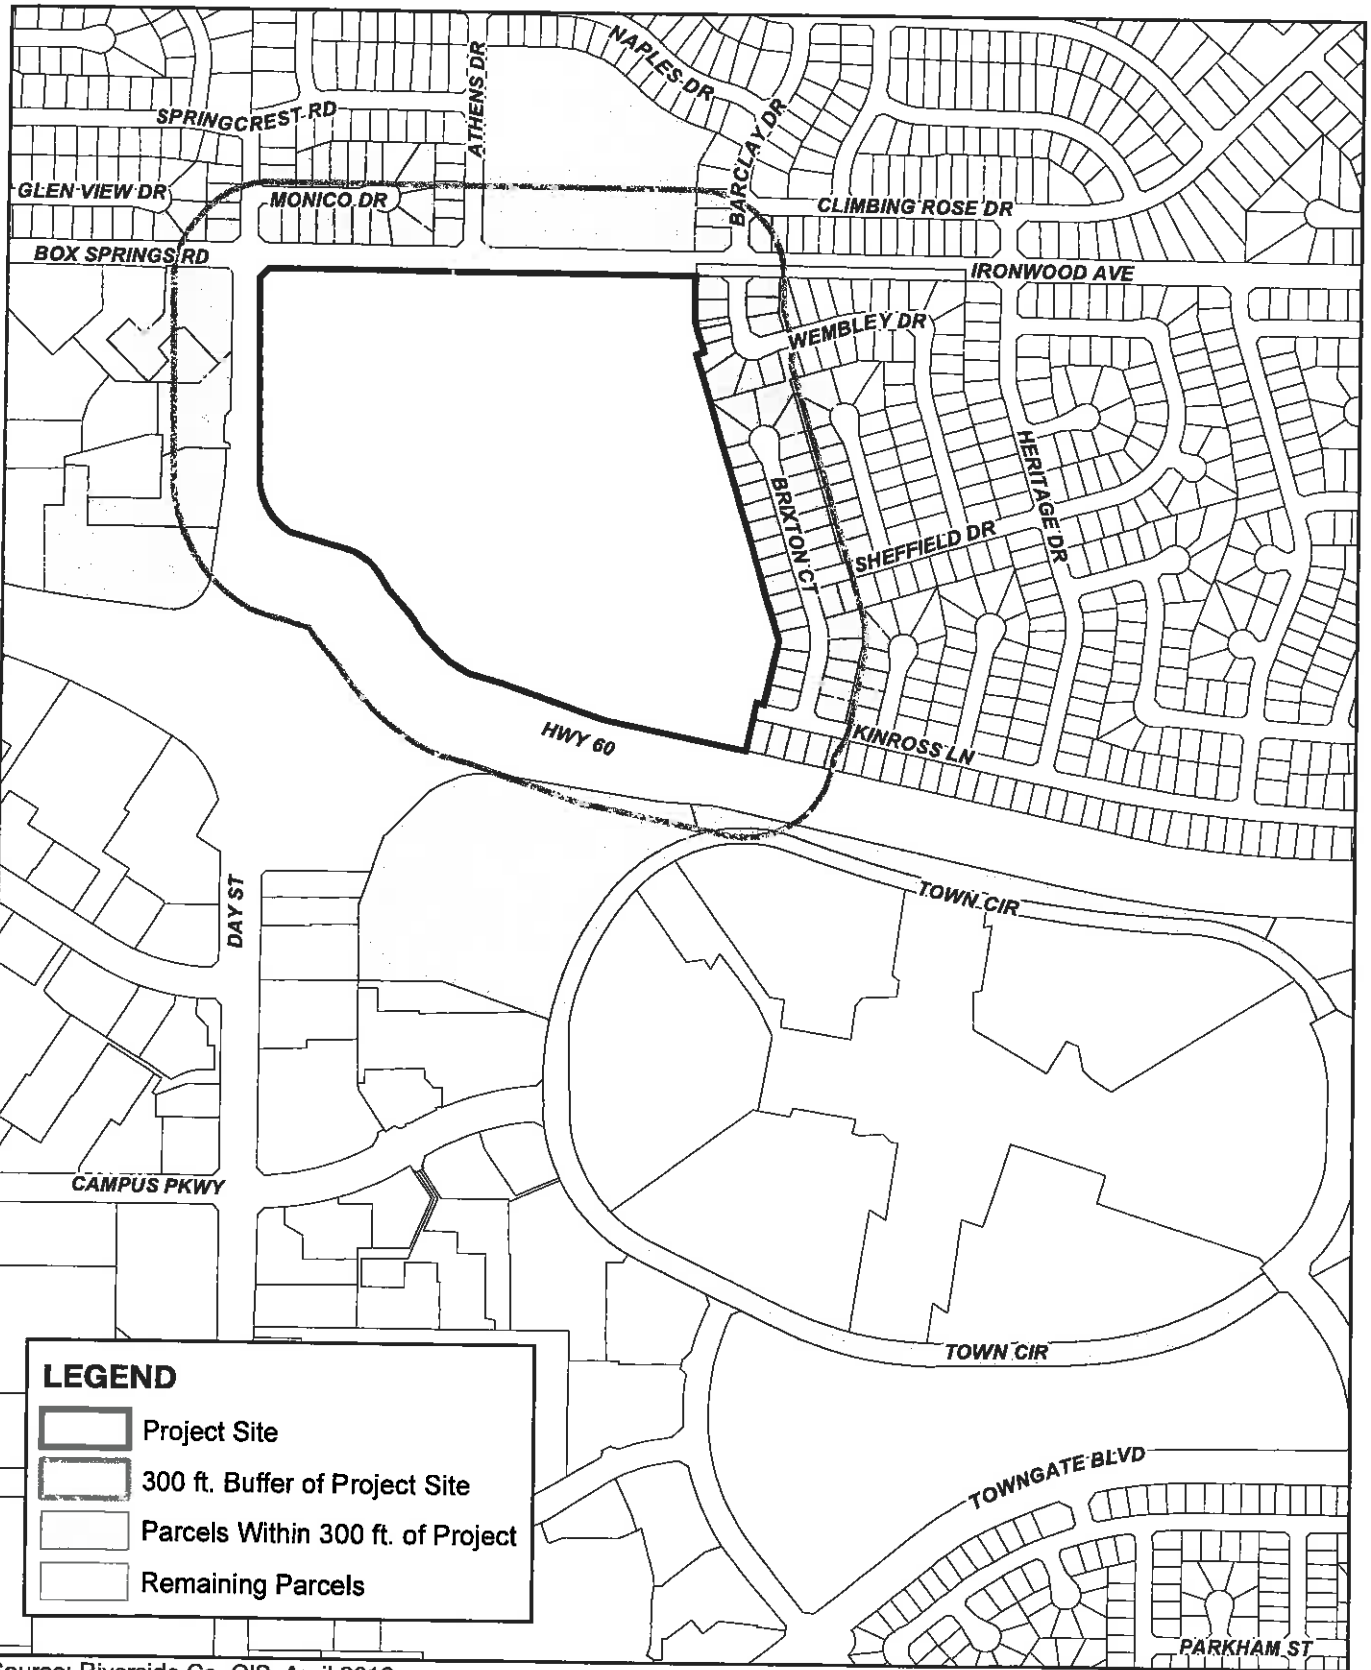 NAPLES DR
ATHENS DR
SPRINGCREST RD
BARCLAY DR
GLEN VIEW DR
MONICO DR
CLIMBING ROSE DR
BOX SPRINGS RD
IRONWOOD AVE
WEMBLEY DR
HERITAGE DR
BRIXTON CT
SHEFFIELD DR
HWY 60
KINROSS LN
DAY ST
TOWN CIR
CAMPUS PKWY
TOWN CIR
LEGEND
Project Site
300 ft. Buffer of Project Site
Parcels Within 300 ft. of Project
Remaining Parcels
TOWNGATE BLVD
PARKHAM ST